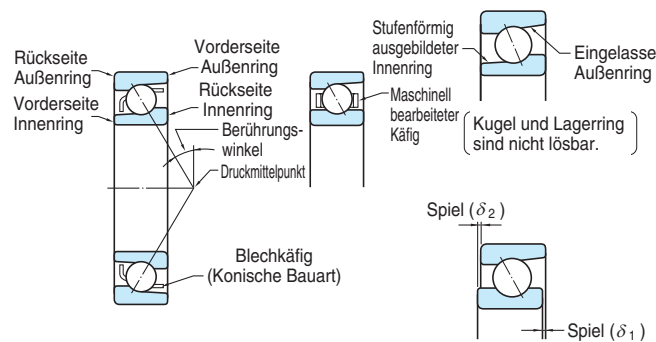 Rückseite
Außenring
Vorderseite
Innenring
Vorderseite
Außenring
Rückseite
Innenring
Berührungs-
winkel
Druckmittelpunkt
Blechkäfig
(Konische Bauart)
Maschinell
bearbeiteter
Käfig
Stufenförmig
ausgebildeter
Innenring
Eingelasse
Außenring
(Kugel und Lagerring
sind nicht lösbar.)
Spiel (δ2)
Spiel (δ1)